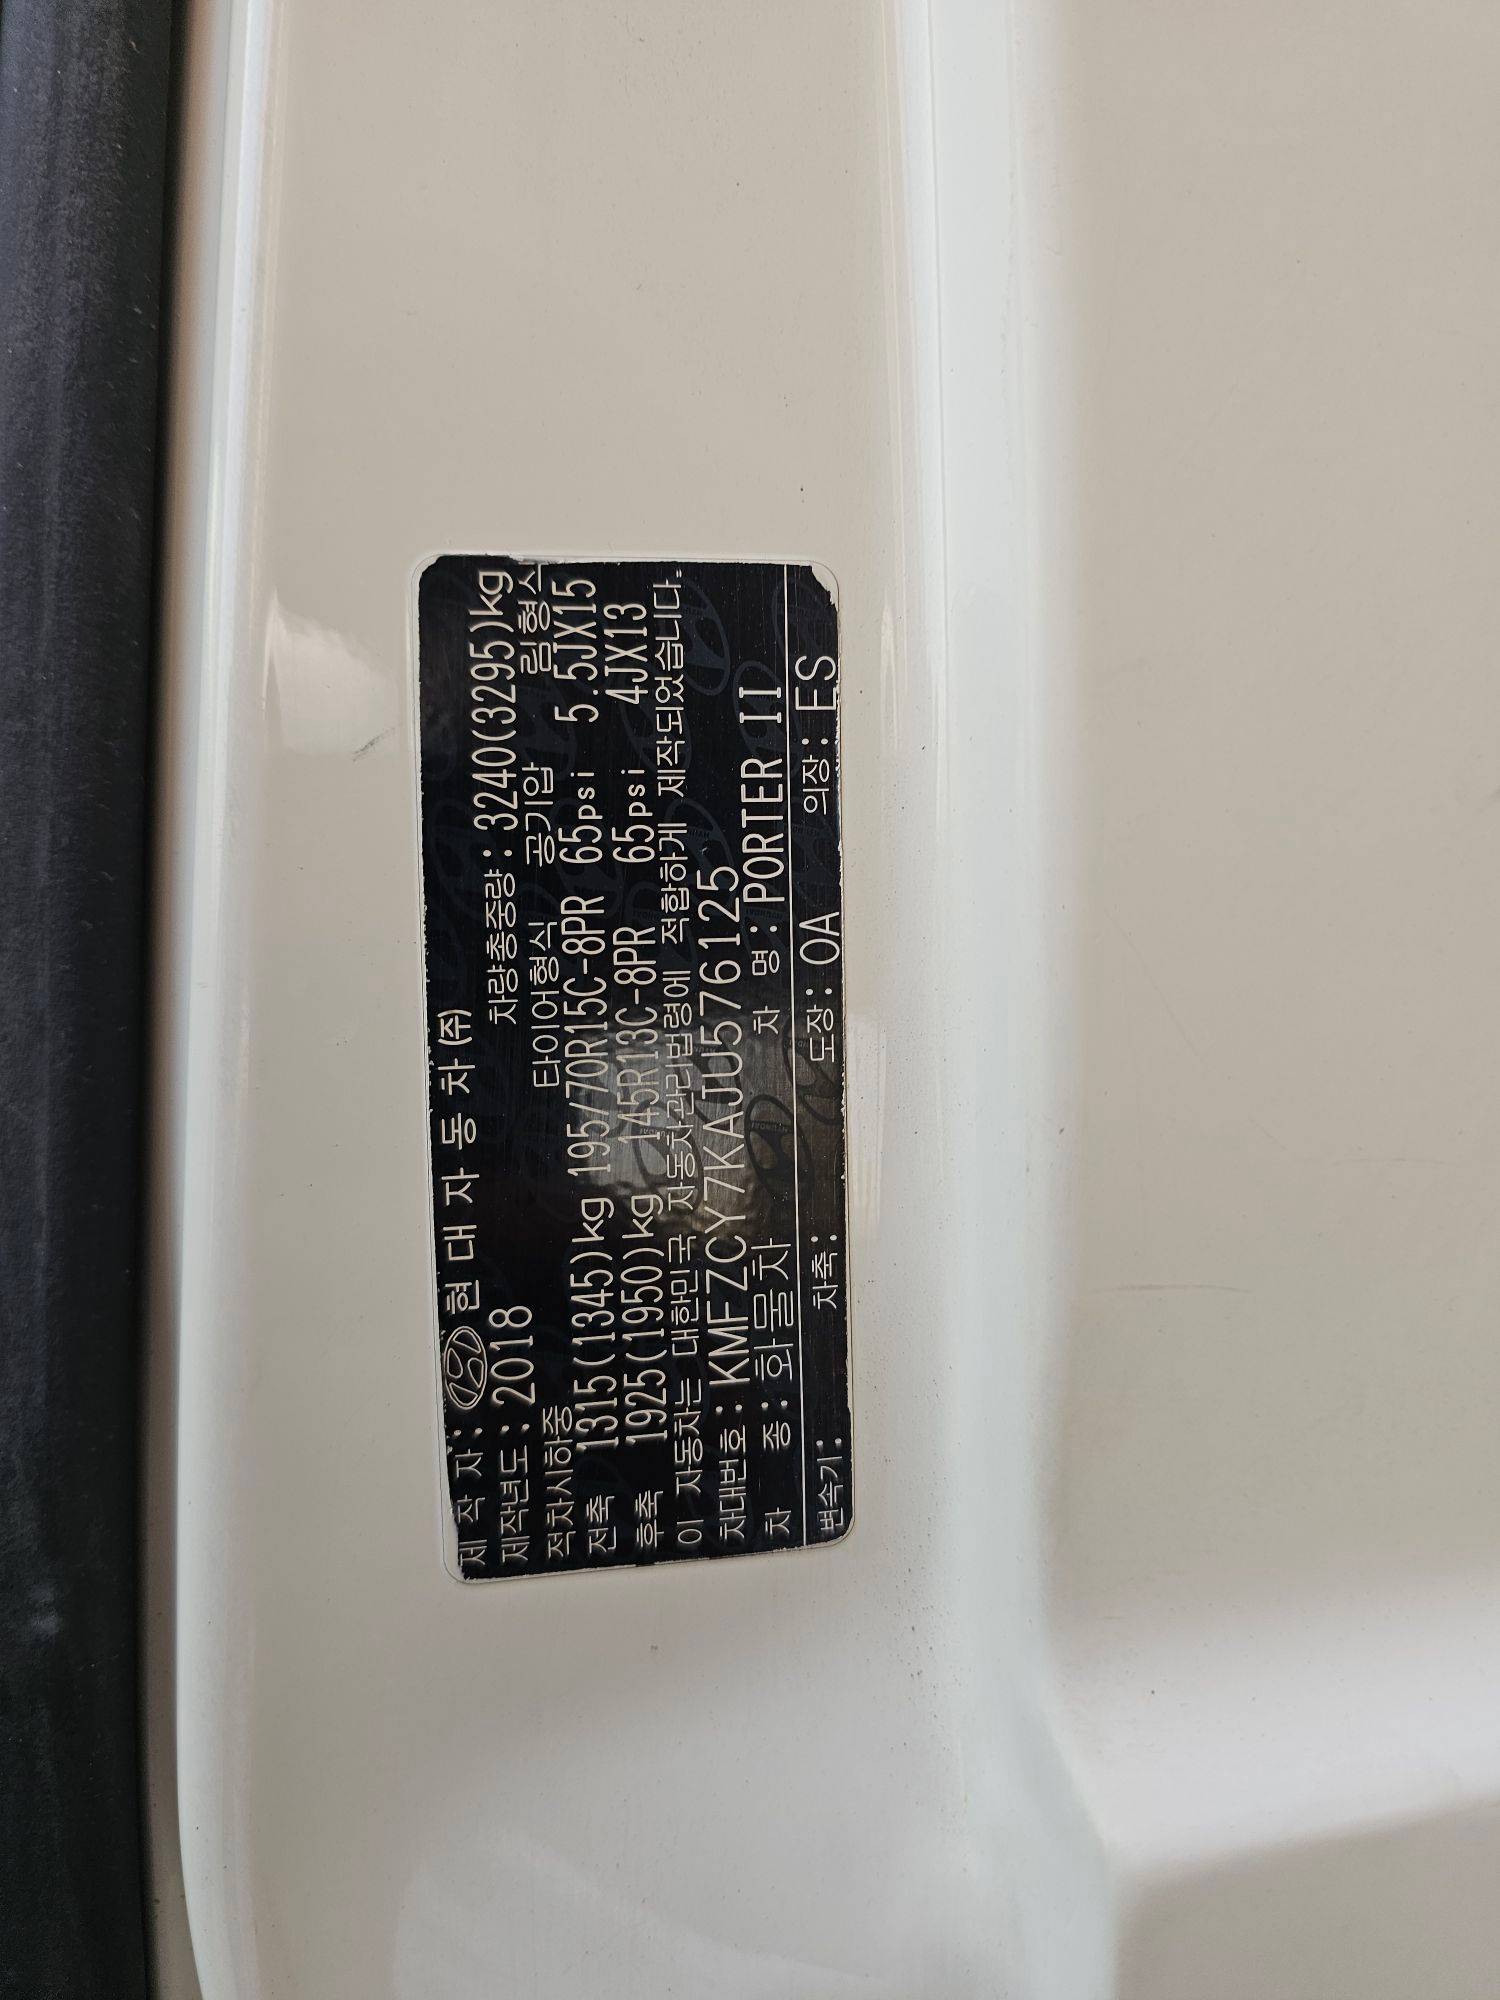 제 작 자 : 현 대 자 동 차 (주)
제작년도 : 2018 차량총중량 : 3240(3295)kg
적차시하중 타이어형식 공기압 림형식
전축 1315(1345)kg 195/70R15C-8PR 65psi 5.5JX15
후축 1925(1950)kg 145R13C-8PR 65psi 4JX13
이 자동차는 대한민국 자동차관리법령에 적합하게 제작되었습니다.
차대번호 : KMFZCY7KAJU576125
차 종 : 화물차 차 명 : PORTER II
변속기 : 차축 : 도장 : OA 의장 : ES